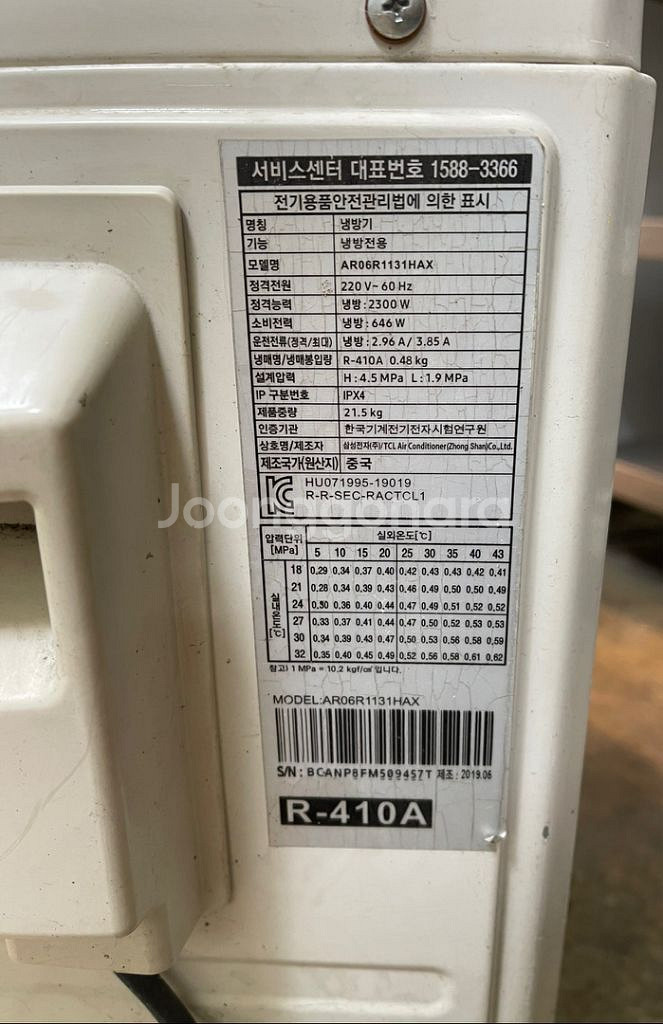 서비스센터 대표번호 1588-3366
전기용품안전관리법에 의한 표시
명칭 냉방기
기능 냉방전용
모델명 AR06R1131HAX
정격전원 220 V~ 60 Hz
정격능력 냉방 : 2300 W
소비전력 냉방 : 646 W
운전전류(정격/최대) 냉방 : 2.96 A / 3.85 A
냉매명/냉매봉입량 R-410A 0.48 kg
설계압력 H : 4.5 MPa L : 1.9 MPa
IP 구분번호 IPX4
제품중량 21.5 kg
인증기관 한국기계전기전자시험연구원
상호명/제조자 삼성전자(주)/TCL Air Conditioner(Zhong Shan)Co.,Ltd.
제조국가(원산지) 중국
HU071995-19019
R-R-SEC-RACTCL1
Joonggonara
압력단위 [MPa] 실외온도[℃]
5 10 15 20 25 30 35 40 43
실내온도[℃]
18 0.29 0.34 0.37 0.40 0.42 0.43 0.43 0.42 0.41
21 0.28 0.34 0.39 0.43 0.46 0.49 0.50 0.50 0.49
24 0.30 0.36 0.40 0.44 0.47 0.49 0.51 0.52 0.52
27 0.33 0.37 0.41 0.44 0.47 0.50 0.52 0.53 0.53
30 0.34 0.39 0.43 0.47 0.50 0.53 0.56 0.58 0.59
32 0.35 0.40 0.45 0.49 0.52 0.56 0.58 0.61 0.62
참고) 1 MPa = 10.2 kgf/㎠ 입니다.
MODEL:AR06R1131HAX
S/N : BCANP8FM509457T 제조 : 2019.06
R-410A